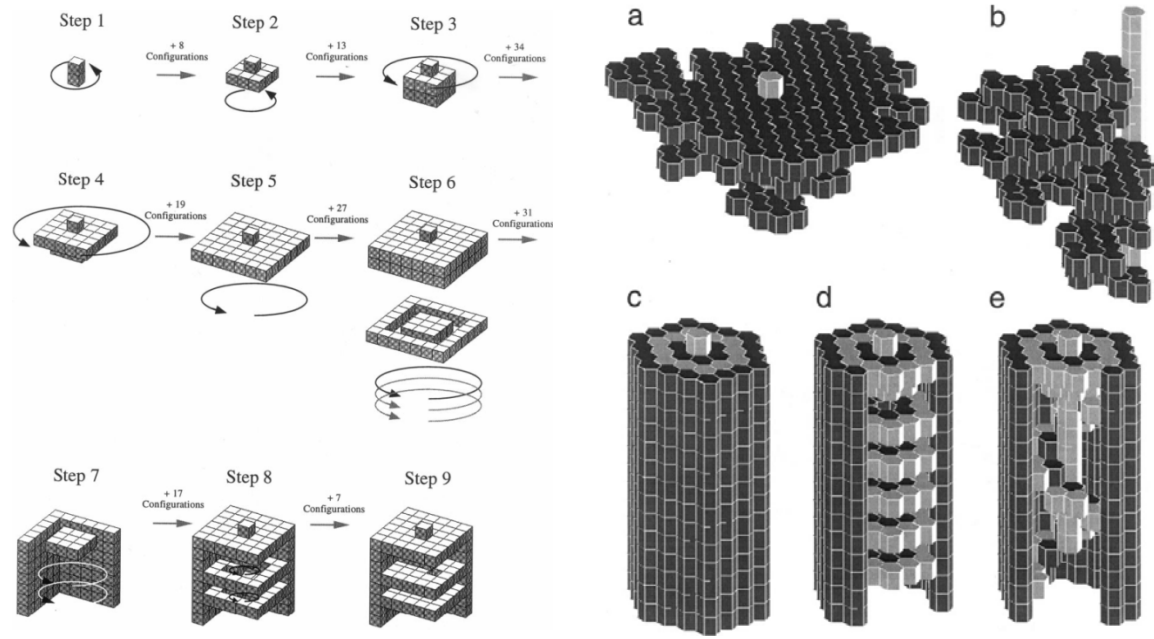 Step 1
+ 8
Configurations
Step 2
+ 13
Configurations
Step 3
+ 34
Configurations
Step 4
+ 19
Configurations
Step 5
+ 27
Configurations
Step 6
+ 31
Configurations
Step 7
+ 17
Configurations
Step 8
+ 7
Configurations
Step 9
a
b
c
d
e